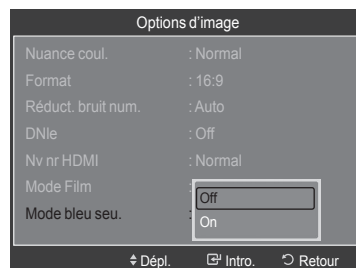 Options d'image
Nuance coul. : Normal
Format : 16:9
Réduct. bruit num. : Auto
DNIe : Off
Nv nr HDMI : Normal
Mode Film :
Off
Mode bleu seu. :
On
Dépl. Intro. Retour